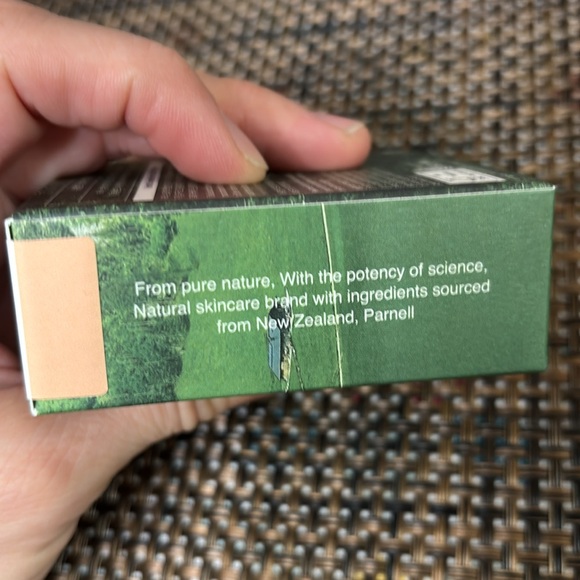 From pure nature, With the potency of science,
Natural skincare brand with ingredients sourced
from New Zealand, Parnell